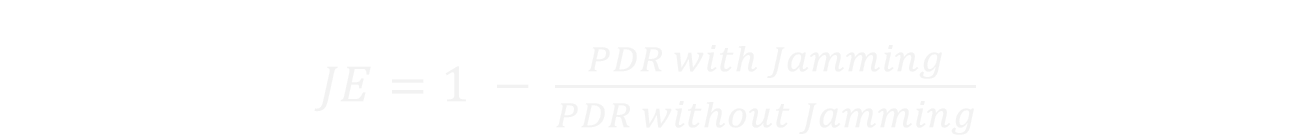 JE = 1 − PDR with Jamming / PDR without Jamming